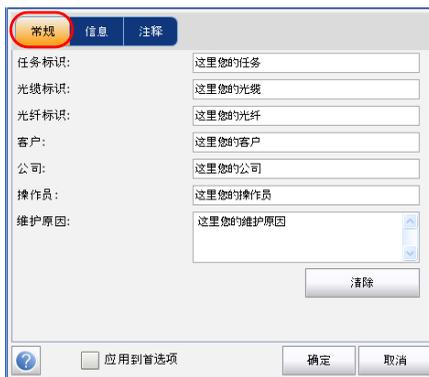 常规 信息 注释
任务标识: 这里您的任务
光缆标识: 这里您的光缆
光纤标识: 这里您的光纤
客户: 这里您的客户
公司: 这里您的公司
操作员: 这里您的操作员
维护原因: 这里您的维护原因
清除
? 应用到首选项 确定 取消